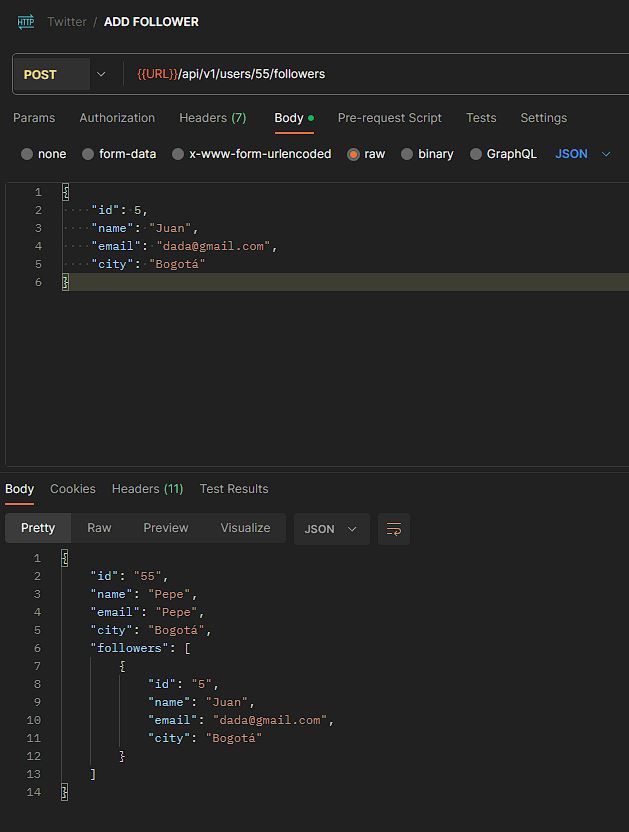 HTTP Twitter / ADD FOLLOWER
POST {{URL}}/api/v1/users/55/followers
Params Authorization Headers (7) Body Pre-request Script Tests Settings
none form-data x-www-form-urlencoded raw binary GraphQL JSON
1 {
2 "id": 5,
3 "name": "Juan",
4 "email": "dada@gmail.com",
5 "city": "Bogotá"
6 }
Body Cookies Headers (11) Test Results
Pretty Raw Preview Visualize JSON
1 {
2 "id": "55",
3 "name": "Pepe",
4 "email": "Pepe",
5 "city": "Bogotá",
6 "followers": [
7 {
8 "id": "5",
9 "name": "Juan",
10 "email": "dada@gmail.com",
11 "city": "Bogotá"
12 }
13 ]
14 }